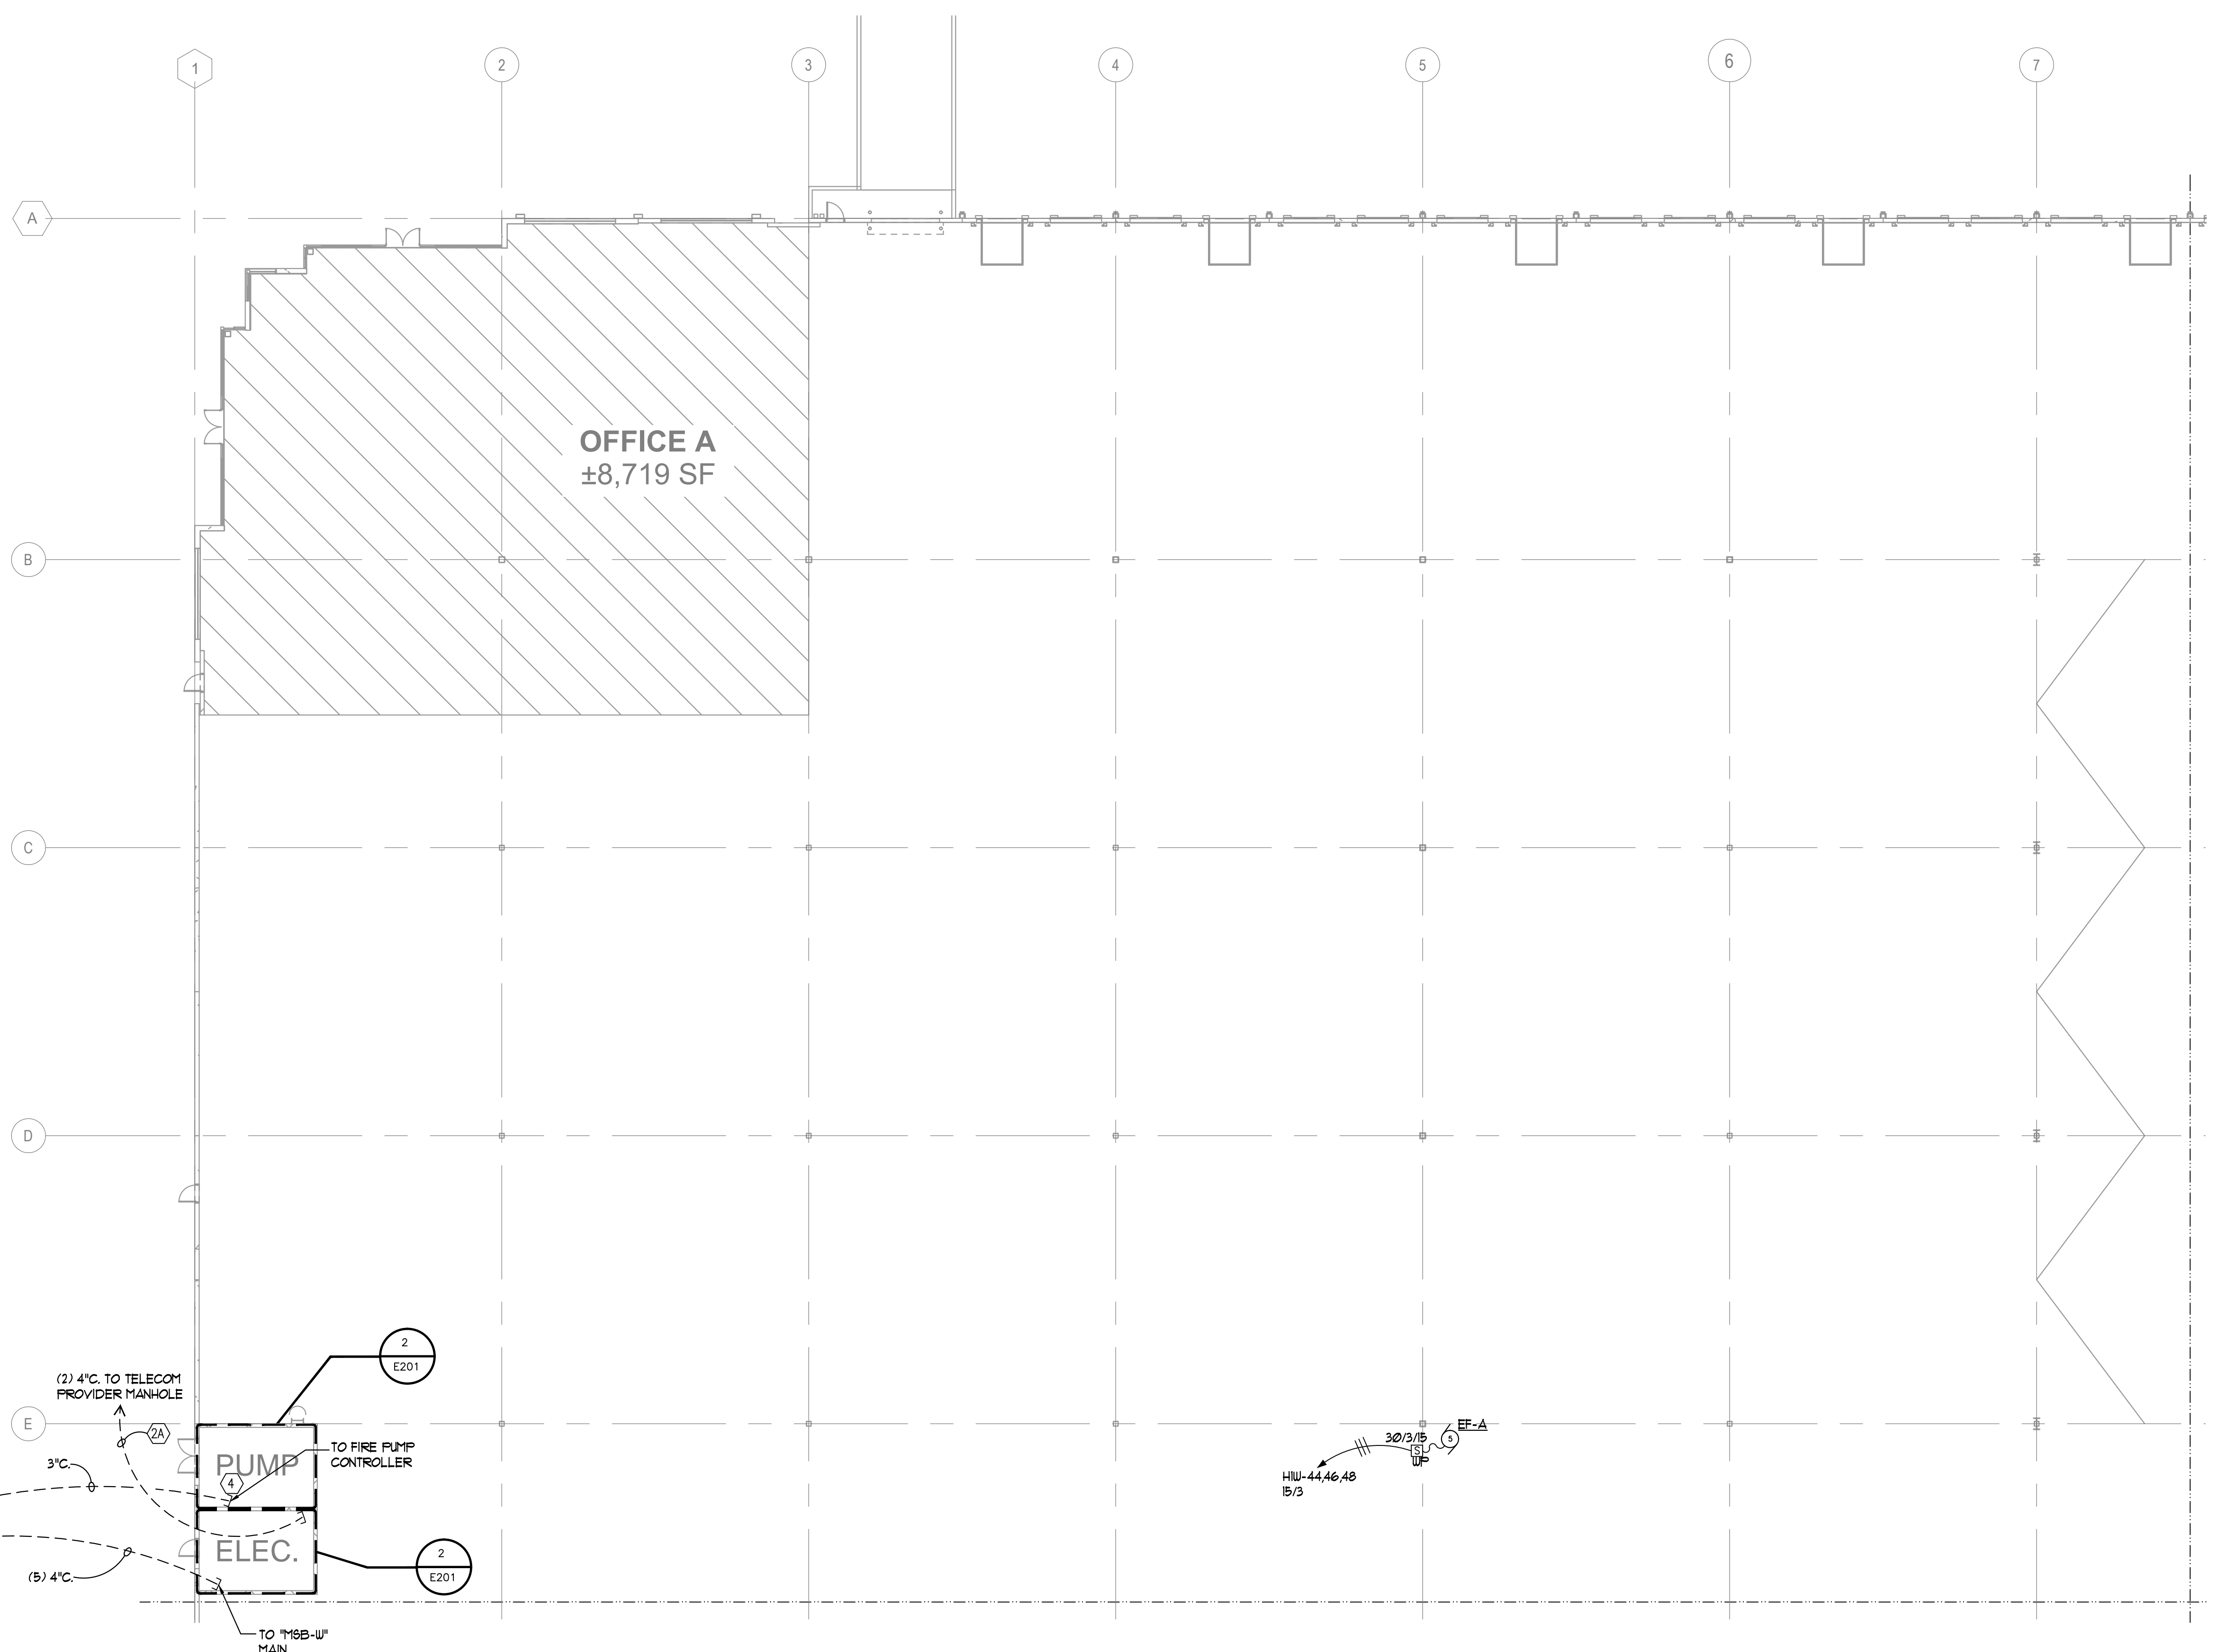 1
2
3
4
5
6
7
A
OFFICE A
±8,719 SF
B
C
D
2
E201
(2) 4"C. TO TELECOM
PROVIDER MANHOLE
E
2A
EF-A
3Ø/3/15
5
S
WP
TO FIRE PUMP
CONTROLLER
PUMP
3"C.
4
H1W-44,46,48
15/3
ELEC.
2
E201
(5) 4"C.
TO "MSB-W"
MAIN